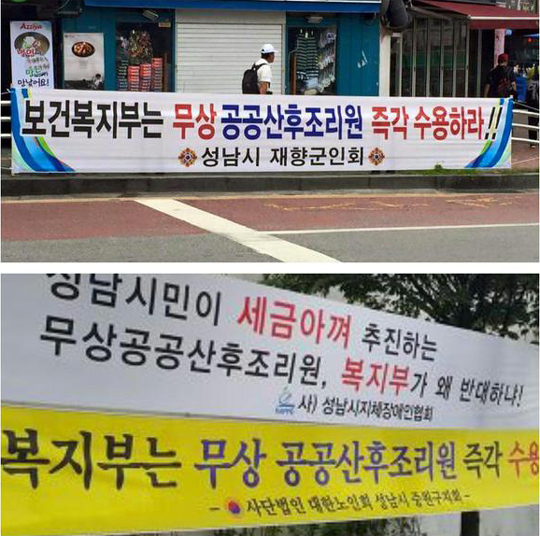 Azziya
보건복지부는 무상 공공산후조리원 즉각 수용하라!!
성남시 재향군인회
성남시민이 세금아껴 추진하는
무상공공산후조리원, 복지부가 왜 반대하냐!
사) 성남시지체장애인협회
복지부는 무상 공공산후조리원 즉각 수용
- 사단법인 대한노인회 성남시 중원구지회 -